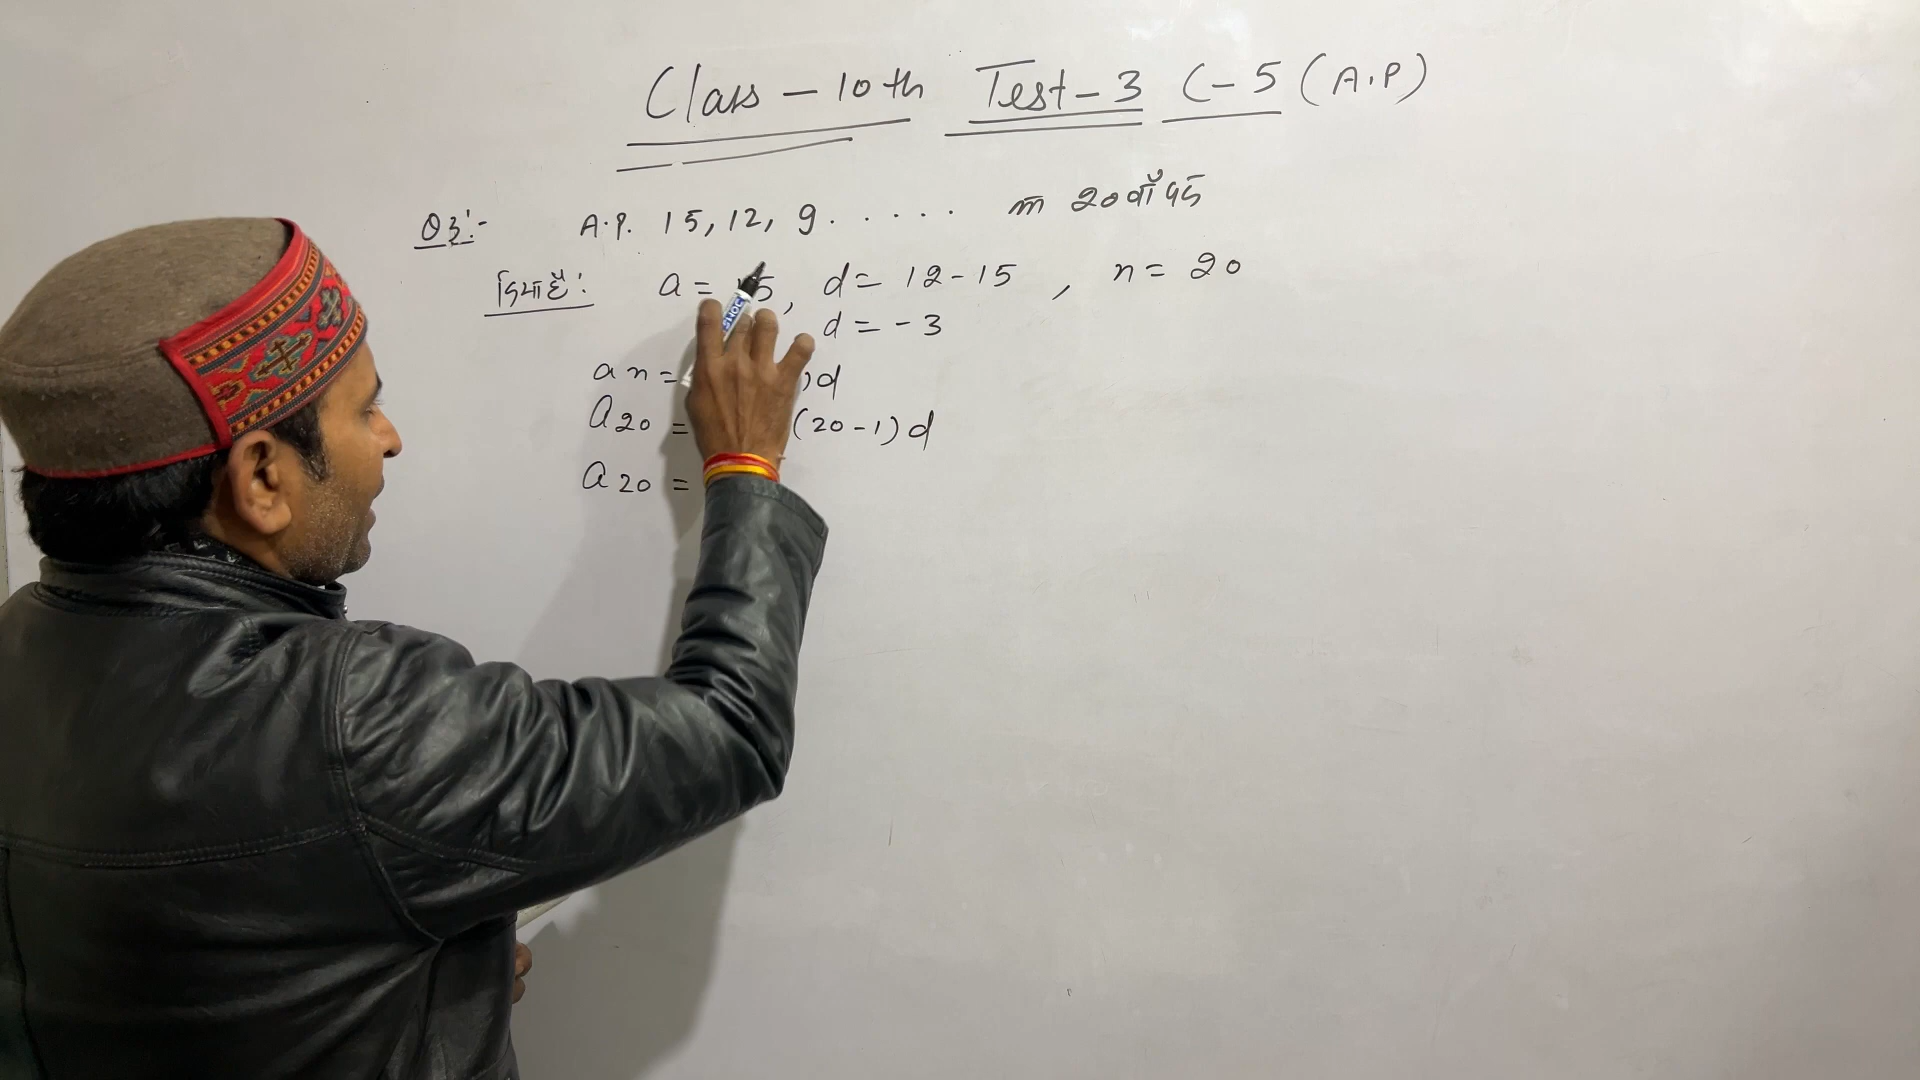 Class - 10th Test - 3 C - 5 (A.P)
Q3:- A.P. 15, 12, 9 . . . . . . का 20वाँ पद
दिया है: a = 15, d = 12 - 15 , n = 20
d = - 3
an = )d
a20 = (20-1)d
a20 =